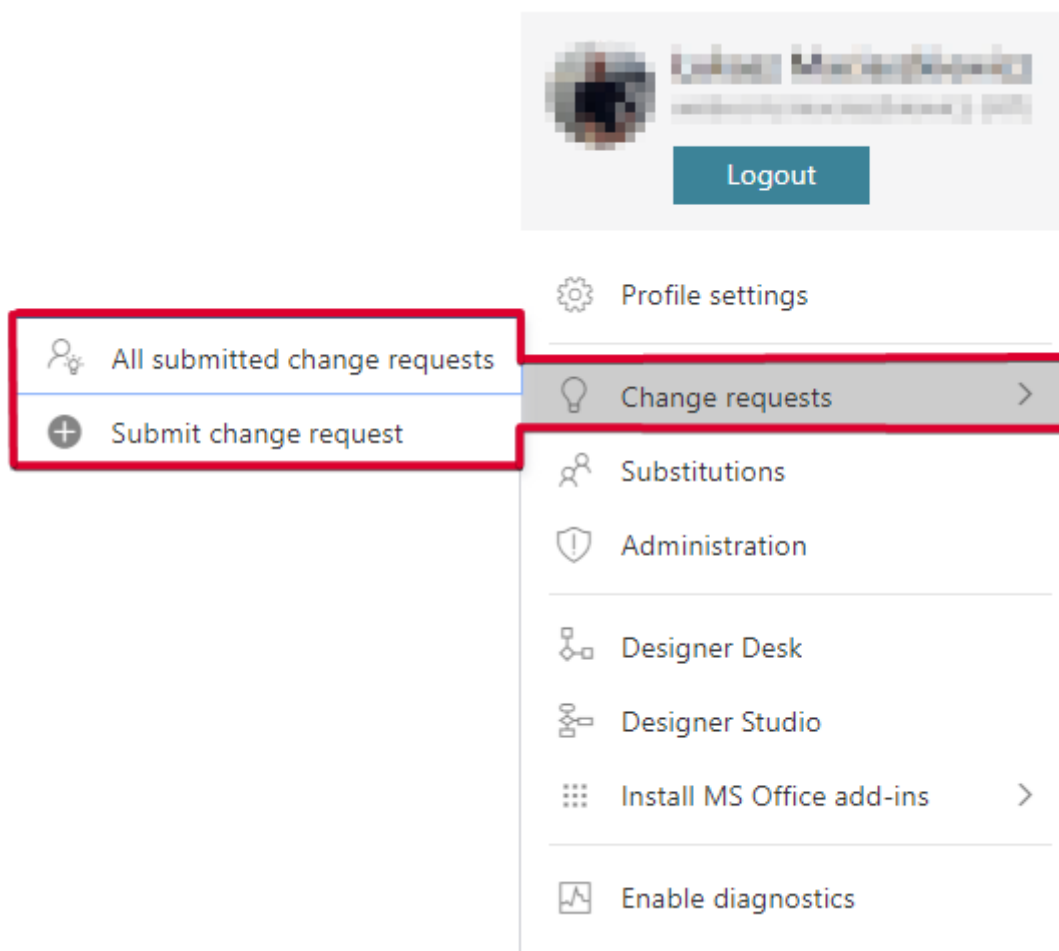 Logout
Profile settings
All submitted change requests
Submit change request
Change requests
Substitutions
Administration
Designer Desk
Designer Studio
Install MS Office add-ins
Enable diagnostics